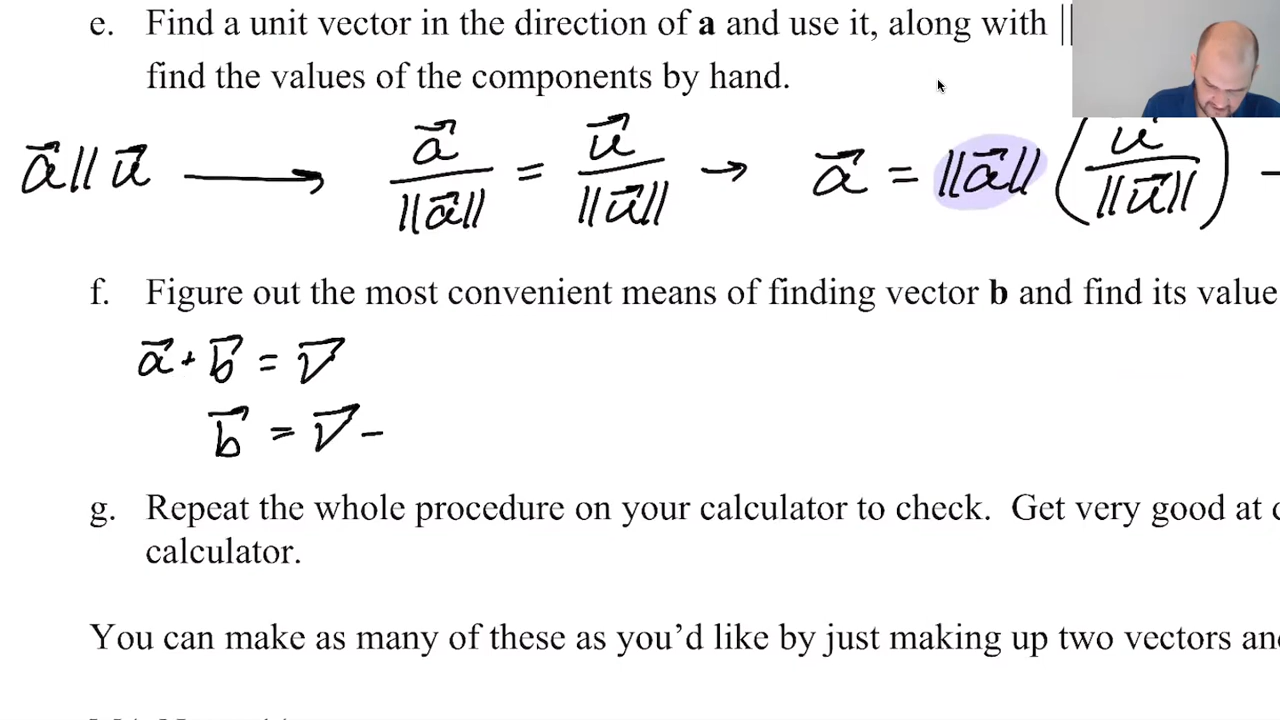 e. Find a unit vector in the direction of a and use it, along with ||
find the values of the components by hand.
a⃗ || u⃗ ⟶ a⃗/||a⃗|| = u⃗/||u⃗|| → a⃗ = ||a⃗|| (u⃗/||u⃗||) –
f. Figure out the most convenient means of finding vector b and find its value
a⃗ + b⃗ = v⃗
b⃗ = v⃗ –
g. Repeat the whole procedure on your calculator to check. Get very good at
calculator.
You can make as many of these as you’d like by just making up two vectors and